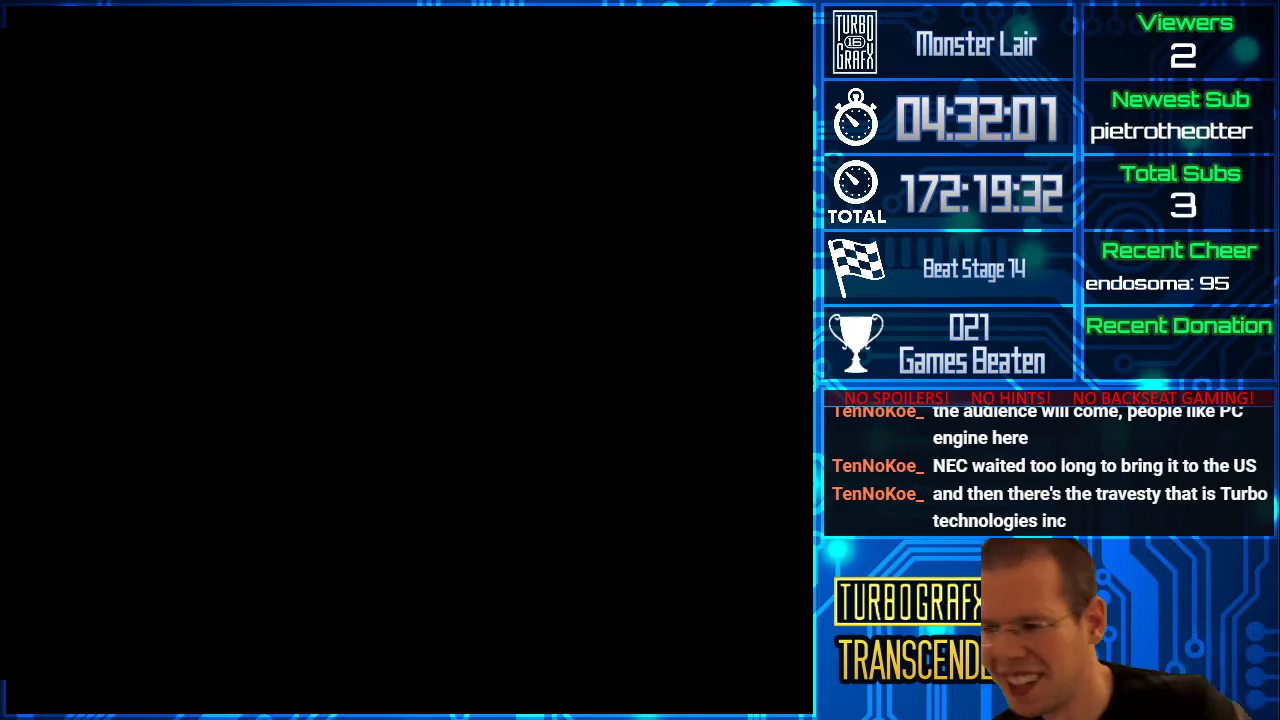 TURBO
16
GRAFX
Monster Lair
Viewers
2
04:32:01
Newest Sub
pietrotheotter
TOTAL
172:19:32
Total Subs
3
Beat Stage 14
Recent Cheer
endosoma: 95
021
Games Beaten
Recent Donation
NO SPOILERS! NO HINTS! NO BACKSEAT GAMING!
TenNoKoe_ the audience will come, people like PC
engine here
TenNoKoe_ NEC waited too long to bring it to the US
TenNoKoe_ and then there's the travesty that is Turbo
technologies inc
TURBOGRAFX
TRANSCEND